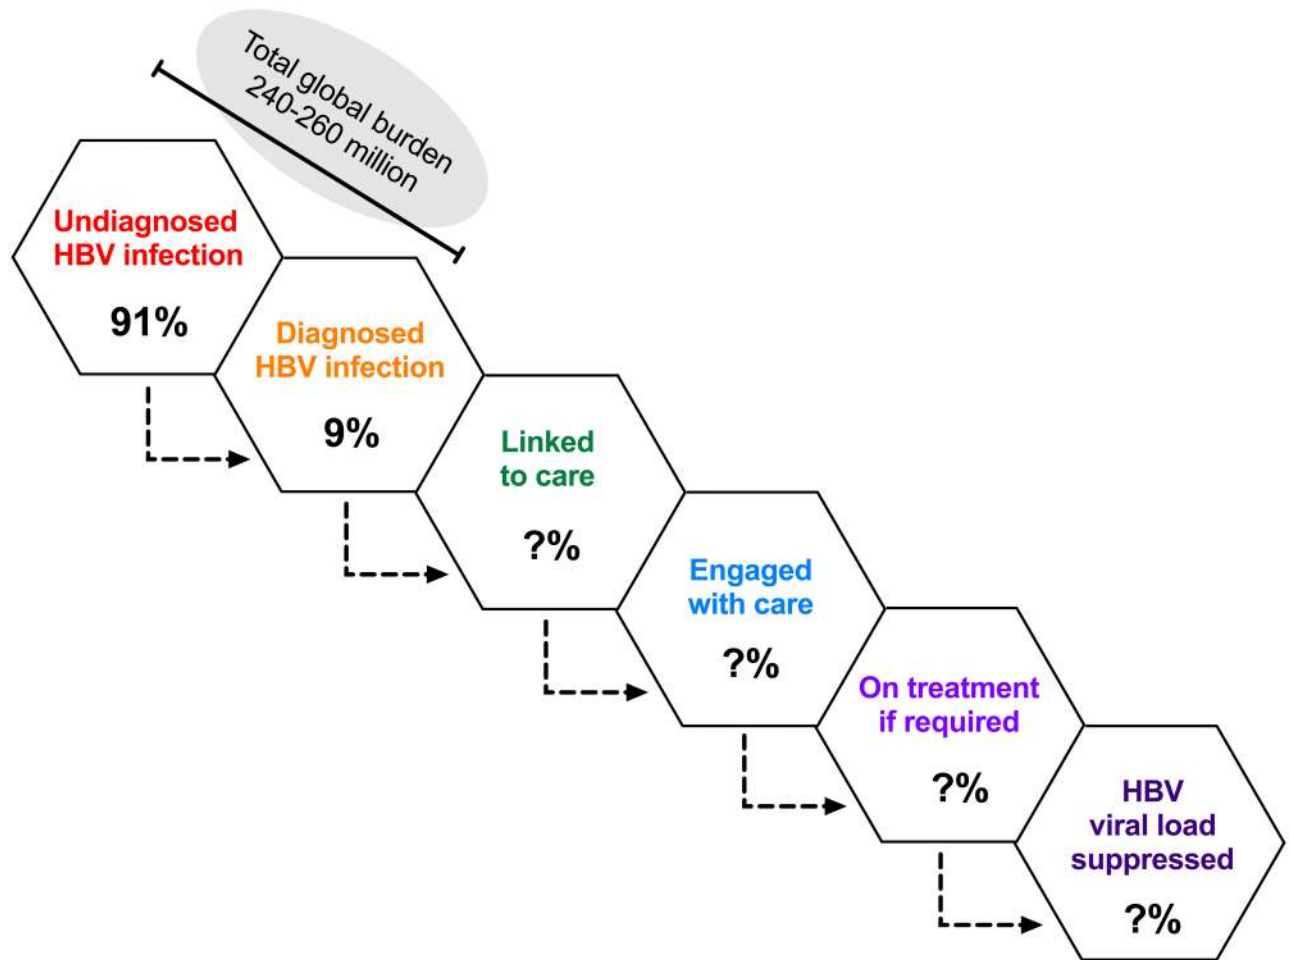 Total global burden
240-260 million
Undiagnosed
HBV infection
91%
Diagnosed
HBV infection
9%
Linked
to care
?%
Engaged
with care
?%
On treatment
if required
?%
HBV
viral load
suppressed
?%